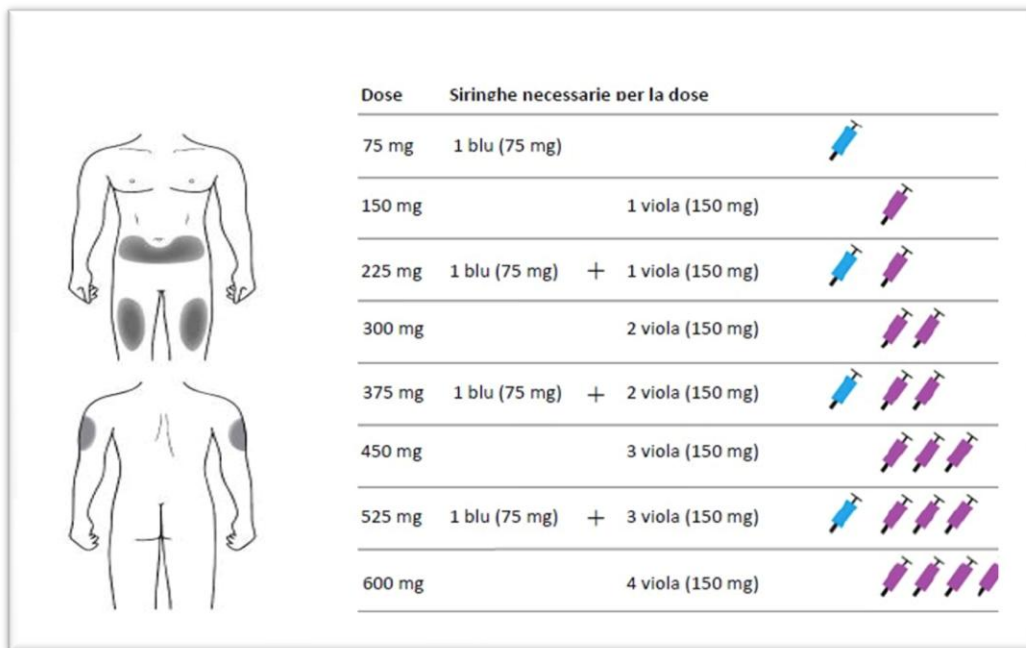 Dose Siringhe necessarie per la dose
75 mg 1 blu (75 mg)
150 mg 1 viola (150 mg)
225 mg 1 blu (75 mg) + 1 viola (150 mg)
300 mg 2 viola (150 mg)
375 mg 1 blu (75 mg) + 2 viola (150 mg)
450 mg 3 viola (150 mg)
525 mg 1 blu (75 mg) + 3 viola (150 mg)
600 mg 4 viola (150 mg)